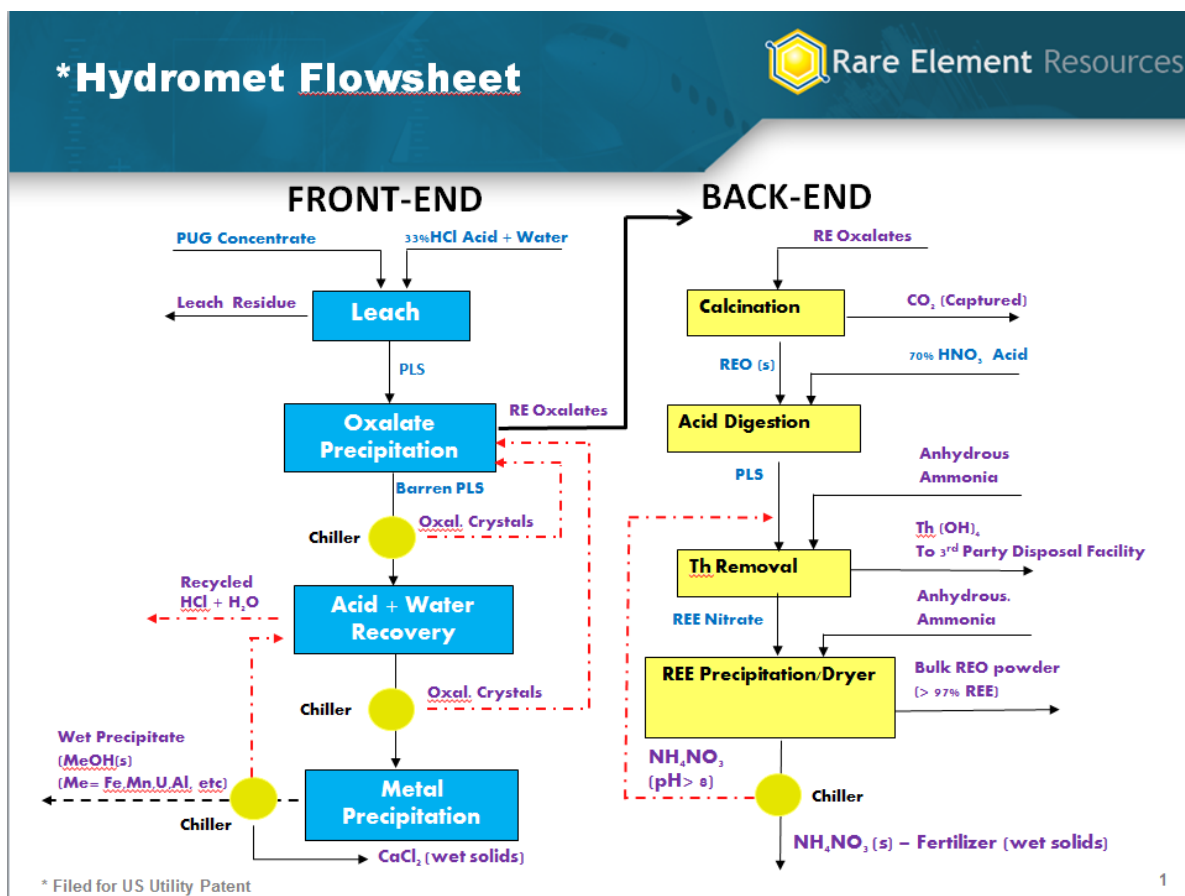 *Hydromet Flowsheet
Rare Element Resources
FRONT-END
PUG Concentrate
33%HCl Acid + Water
Leach Residue
Leach
PLS
Oxalate
Precipitation
RE Oxalates
Barren PLS
Chiller
Oxal. Crystals
Recycled
HCl + H₂O
Acid + Water
Recovery
Chiller
Oxal. Crystals
Wet Precipitate
(MeOH(s)
(Me= Fe,Mn,U,Al, etc)
Chiller
Metal
Precipitation
CaCl₂ (wet solids)
BACK-END
RE Oxalates
Calcination
CO₂ (Captured)
REO (s)
70% HNO₃ Acid
Acid Digestion
PLS
Anhydrous
Ammonia
Th (OH)₄
To 3rd Party Disposal Facility
Th Removal
REE Nitrate
Anhydrous.
Ammonia
REE Precipitation/Dryer
Bulk REO powder
(> 97% REE)
NH₄NO₃
(pH> 8)
Chiller
NH₄NO₃ (s) – Fertilizer (wet solids)
* Filed for US Utility Patent
1